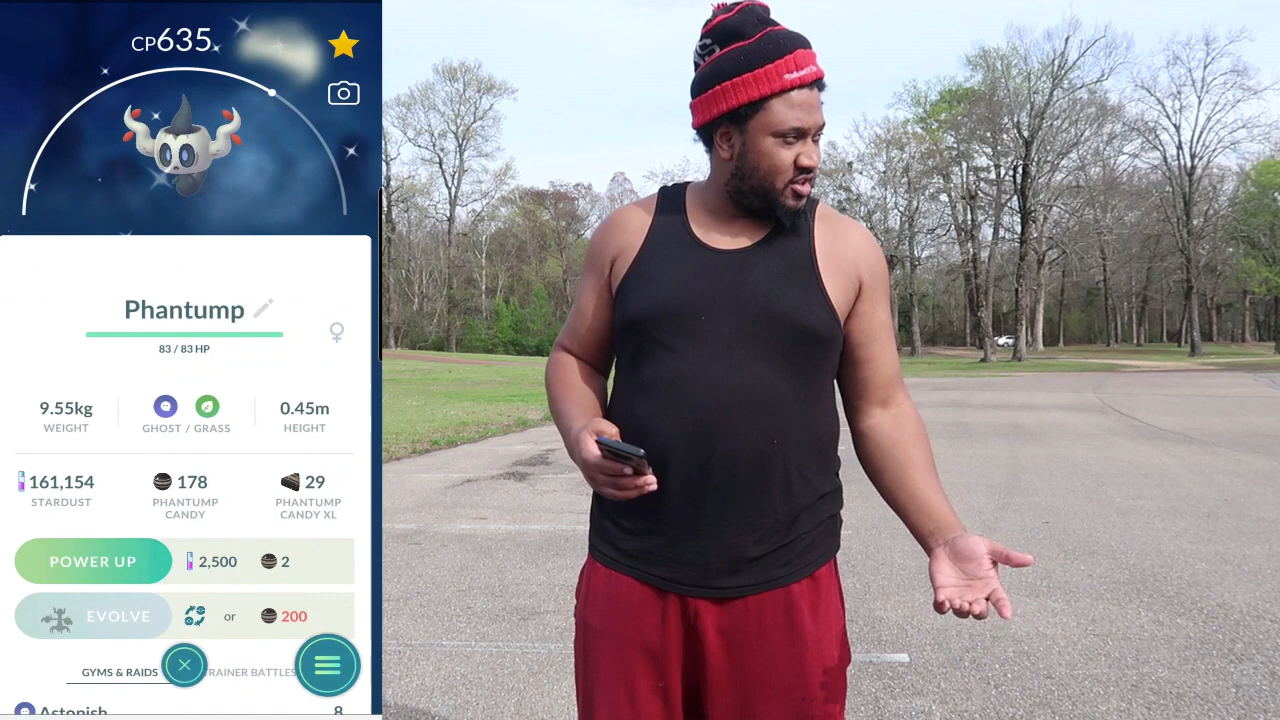 CP635
Phantump
83 / 83 HP
9.55kg
WEIGHT
GHOST / GRASS
0.45m
HEIGHT
161,154
STARDUST
178
PHANTUMP
CANDY
29
PHANTUMP
CANDY XL
POWER UP
2,500
2
EVOLVE
or
200
GYMS & RAIDS
TRAINER BATTLES
Astonish
8